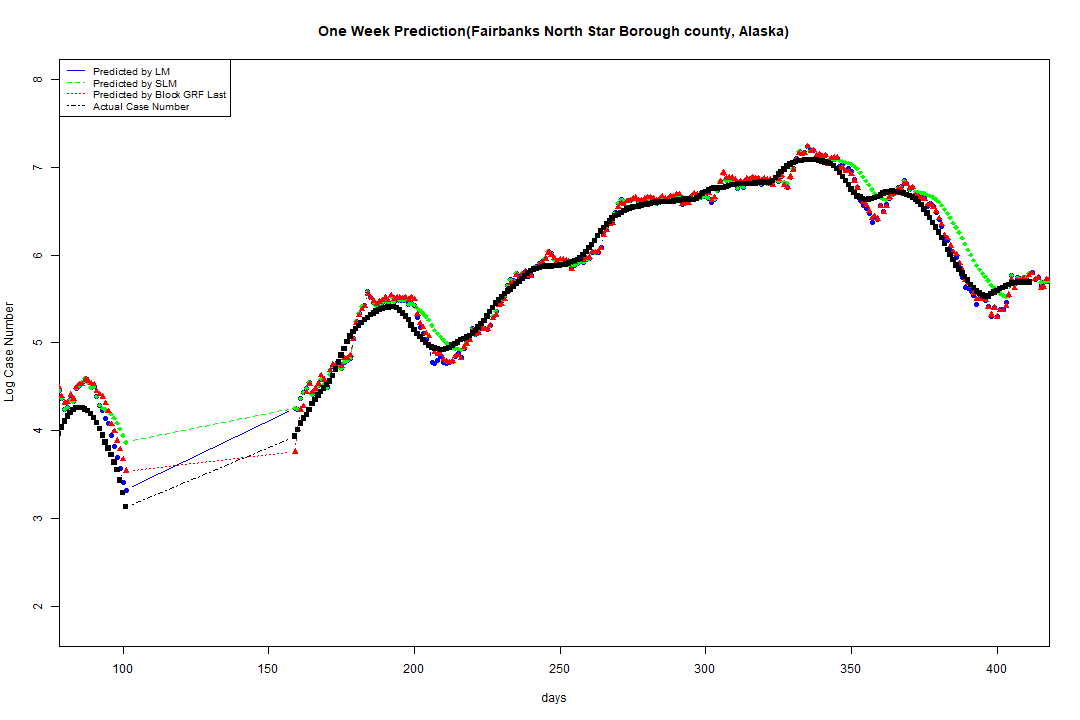 One Week Prediction(Fairbanks North Star Borough county, Alaska)
Predicted by LM
Predicted by SLM
Predicted by Block GRF Last
Actual Case Number
8
7
6
5
4
3
2
Log Case Number
100 150 200 250 300 350 400
days